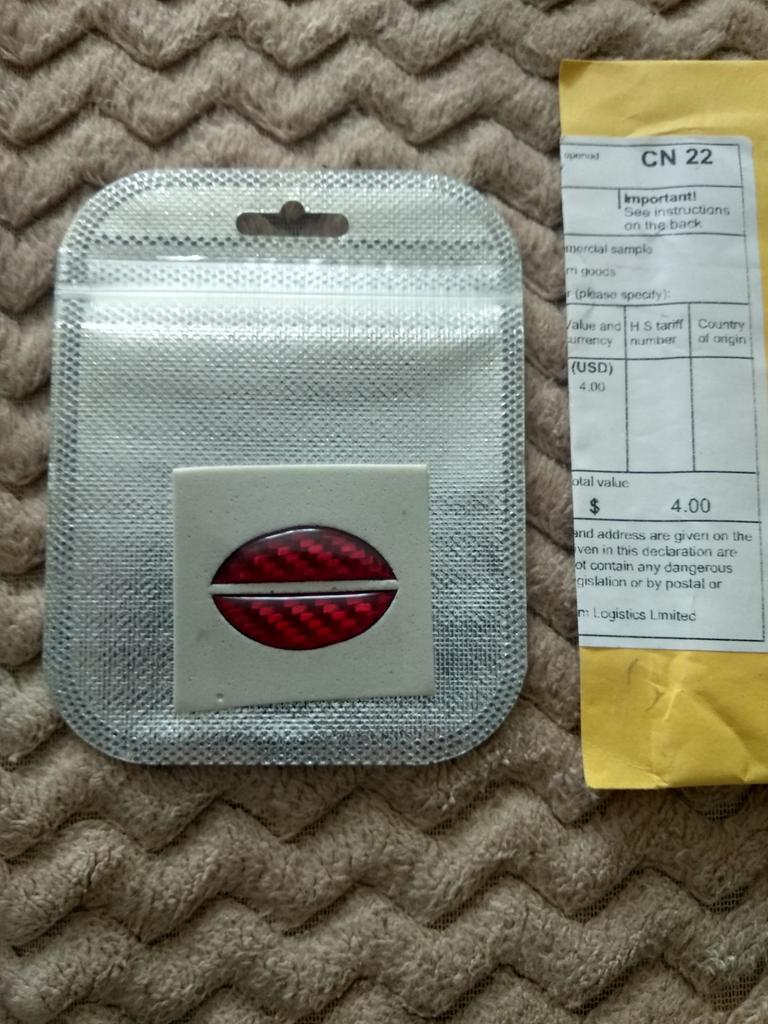 CN 22
Important!
See instructions
on the back
mercial sample
m goods
r (please specify):
Value and
urrency
H.S tariff
number
Country
of origin
(USD)
4.00
otal value
$ 4.00
and address are given on the
ven in this declaration are
ot contain any dangerous
gislation or by postal or
m Logistics Limited